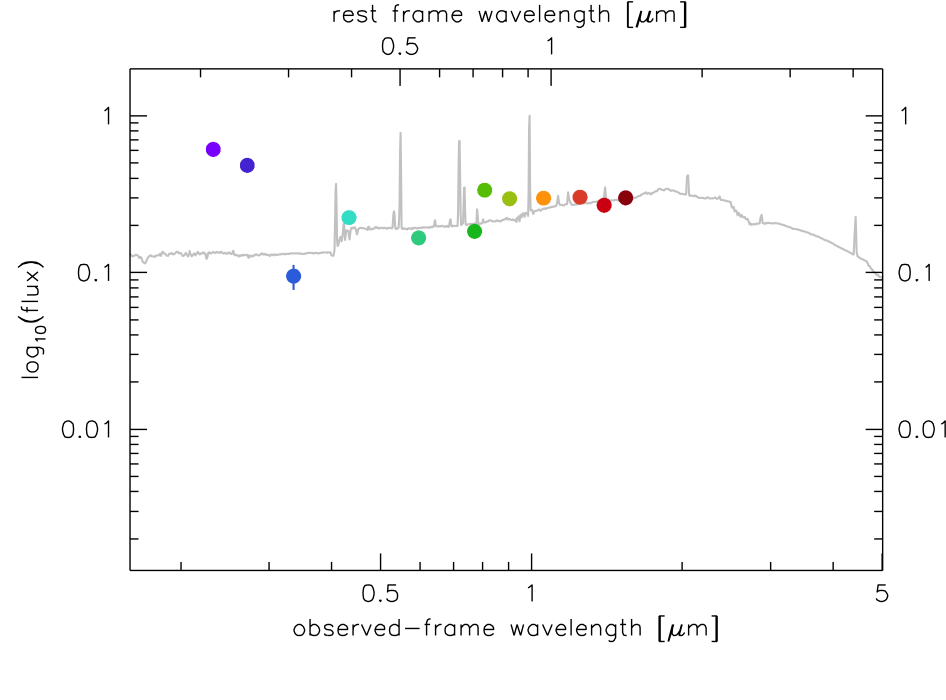 rest frame wavelength [μm]
0.5 1
1 1
0.1 0.1
0.01 0.01
log10(flux)
0.5 1 5
observed-frame wavelength [μm]